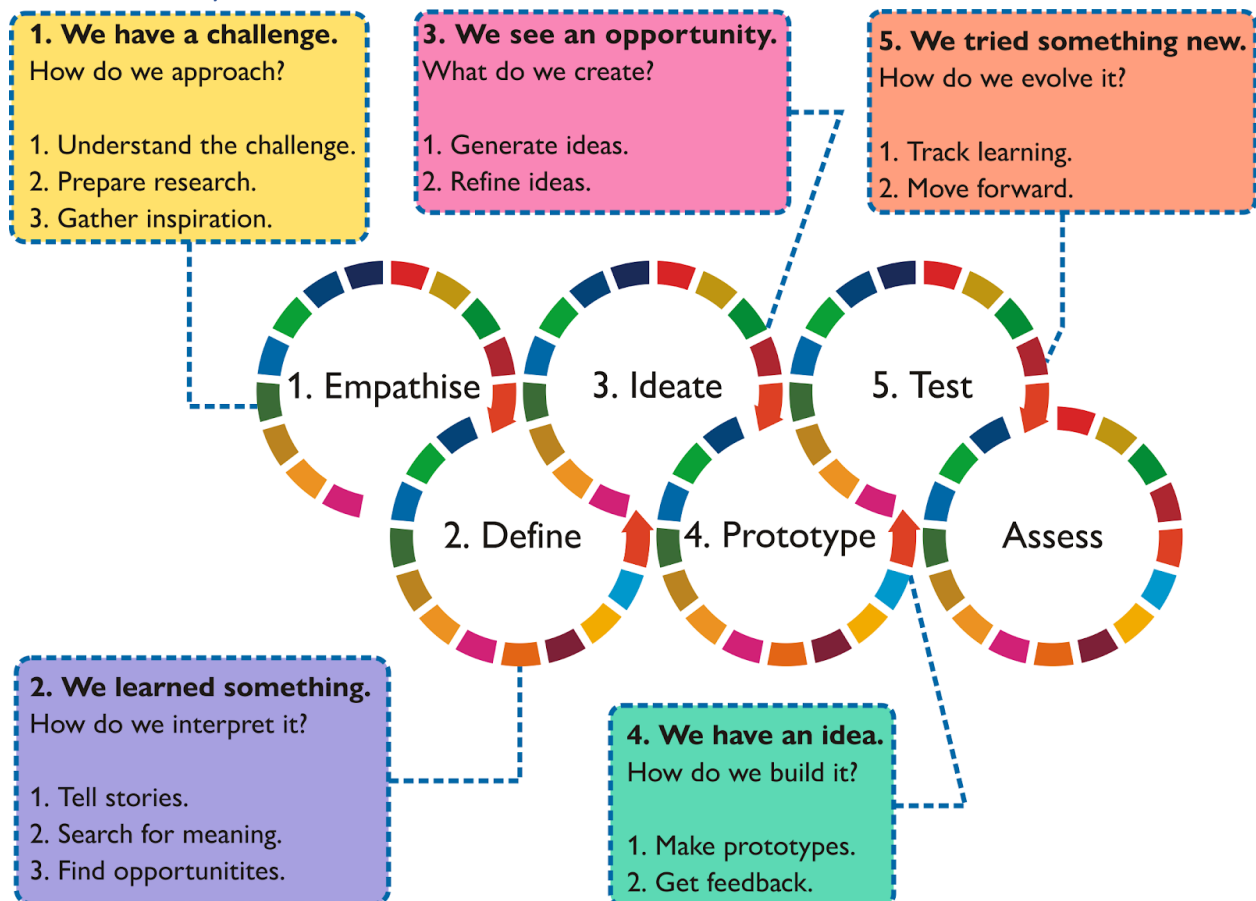 1. We have a challenge.
How do we approach?
1. Understand the challenge.
2. Prepare research.
3. Gather inspiration.
3. We see an opportunity.
What do we create?
1. Generate ideas.
2. Refine ideas.
5. We tried something new.
How do we evolve it?
1. Track learning.
2. Move forward.
1. Empathise
3. Ideate
5. Test
2. Define
4. Prototype
Assess
2. We learned something.
How do we interpret it?
1. Tell stories.
2. Search for meaning.
3. Find opportunitites.
4. We have an idea.
How do we build it?
1. Make prototypes.
2. Get feedback.